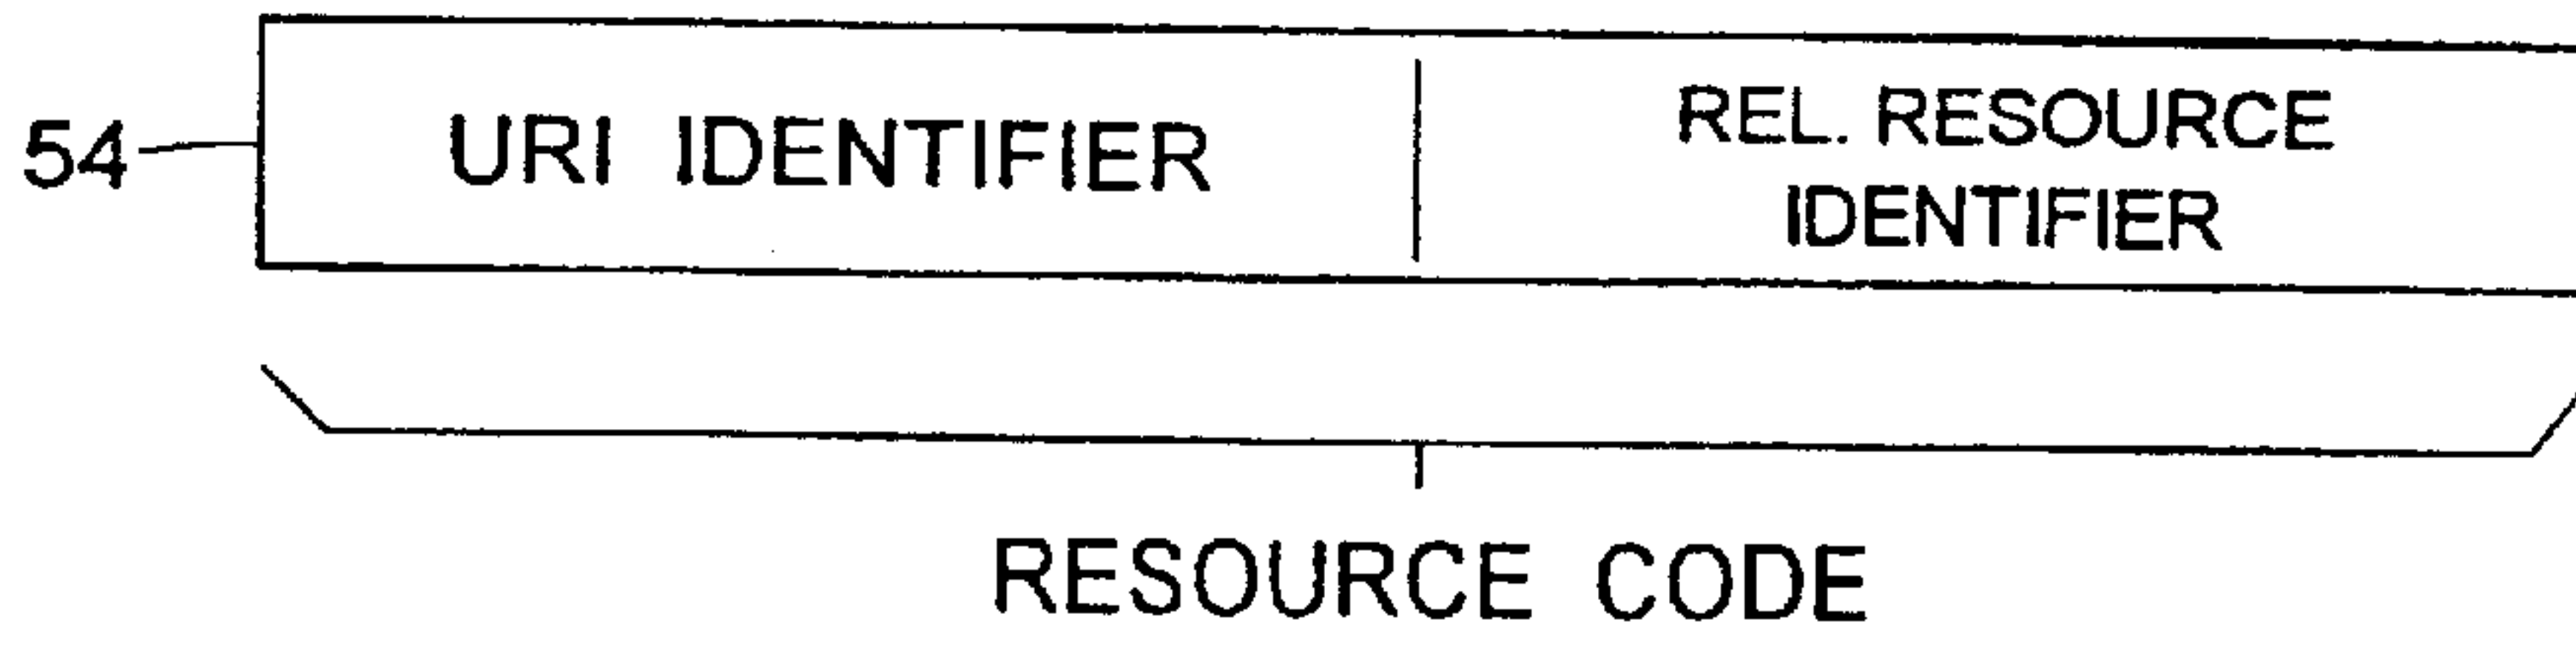 54
URI IDENTIFIER
REL. RESOURCE
IDENTIFIER
RESOURCE CODE